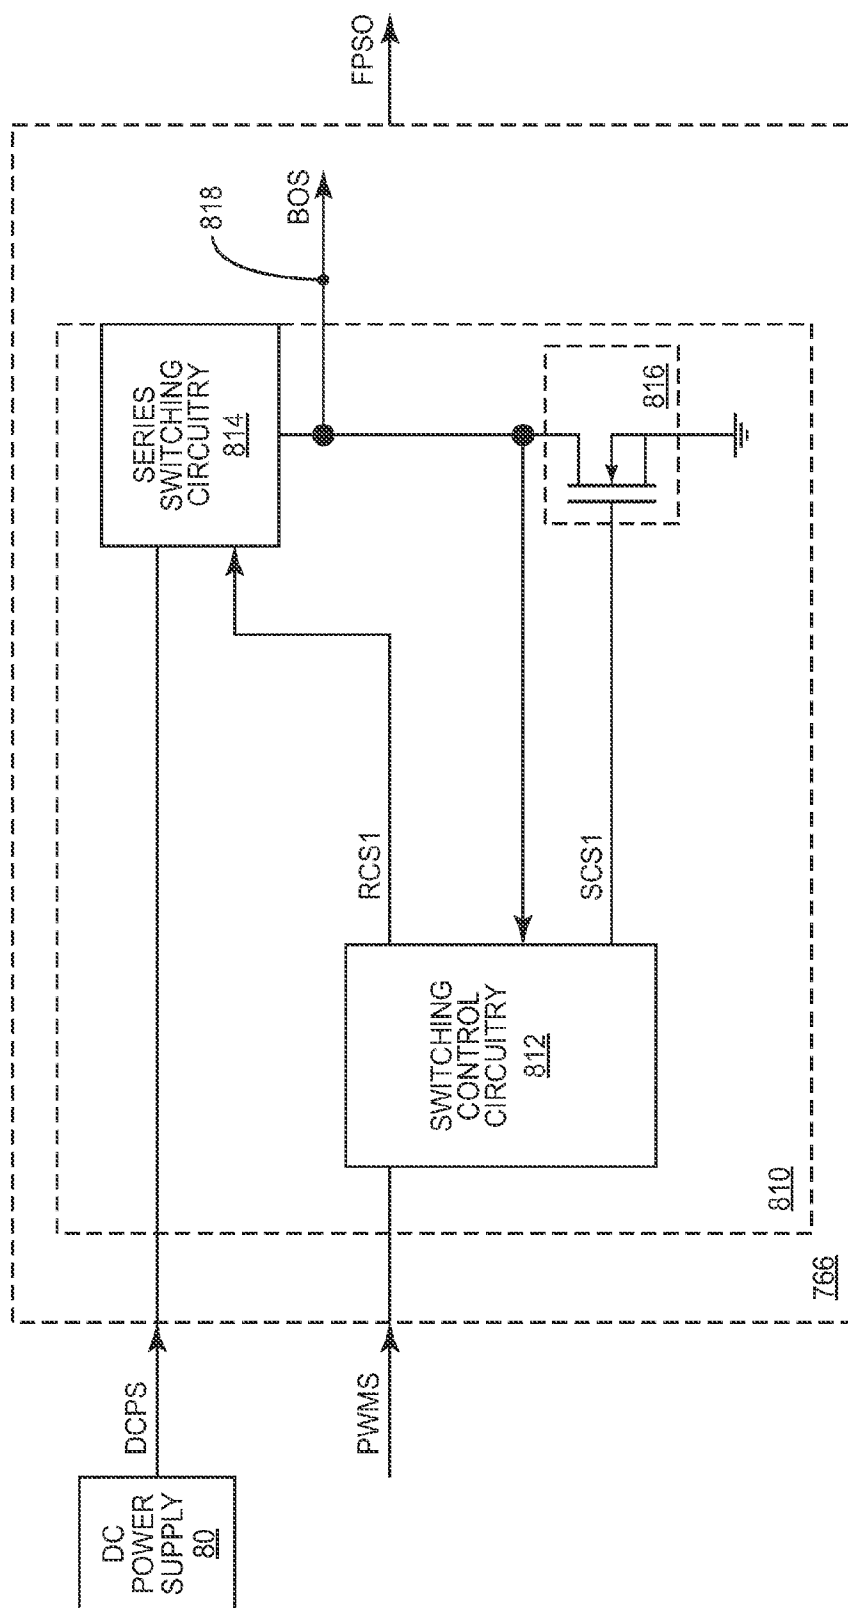 DC
POWER
SUPPLY
80
DCPS
PWMS
SERIES
SWITCHING
CIRCUITRY
814
RCS1
SWITCHING
CONTROL
CIRCUITRY
812
SCS1
816
818
BOS
FPSO
810
766